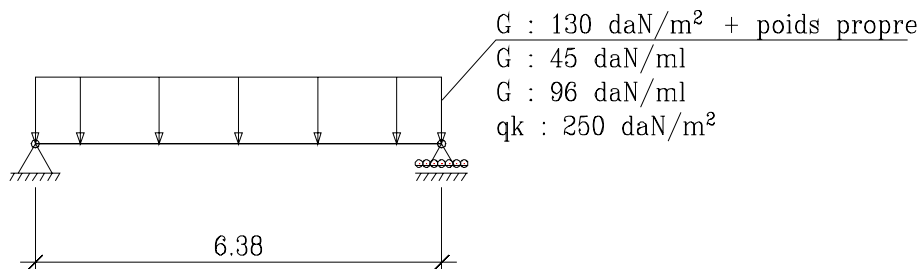 G : 130 daN/m² + poids propre
G : 45 daN/ml
G : 96 daN/ml
qk : 250 daN/m²
6.38